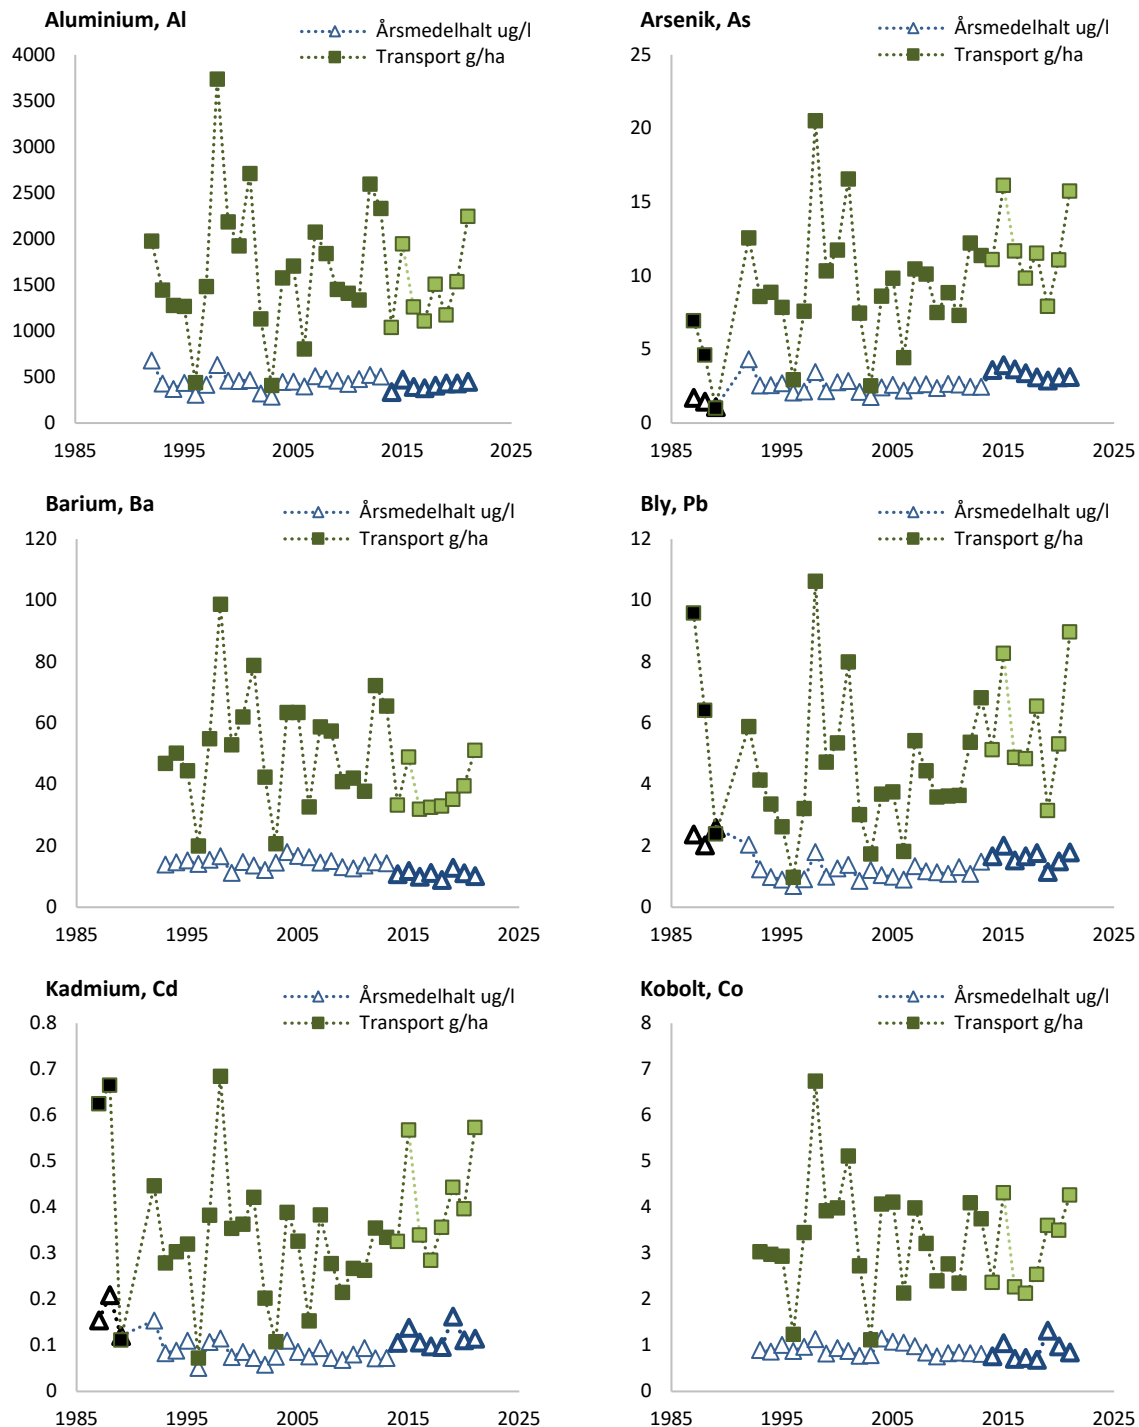 Aluminium, Al
Årsmedelhalt ug/l
Transport g/ha
4000
3500
3000
2500
2000
1500
1000
500
0
1985 1995 2005 2015 2025
Arsenik, As
Årsmedelhalt ug/l
Transport g/ha
25
20
15
10
5
0
1985 1995 2005 2015 2025
Barium, Ba
Årsmedelhalt ug/l
Transport g/ha
120
100
80
60
40
20
0
1985 1995 2005 2015 2025
Bly, Pb
Årsmedelhalt ug/l
Transport g/ha
12
10
8
6
4
2
0
1985 1995 2005 2015 2025
Kadmium, Cd
Årsmedelhalt ug/l
Transport g/ha
0.8
0.7
0.6
0.5
0.4
0.3
0.2
0.1
0
1985 1995 2005 2015 2025
Kobolt, Co
Årsmedelhalt ug/l
Transport g/ha
8
7
6
5
4
3
2
1
0
1985 1995 2005 2015 2025